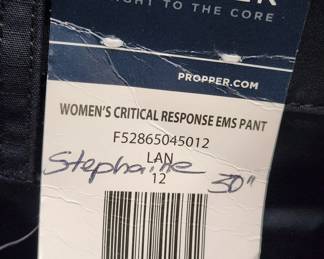 RIGHT TO THE CORE
PROPPER.COM
WOMEN'S CRITICAL RESPONSE EMS PANT
F52865045012
LAN
Stephanie
12
30"